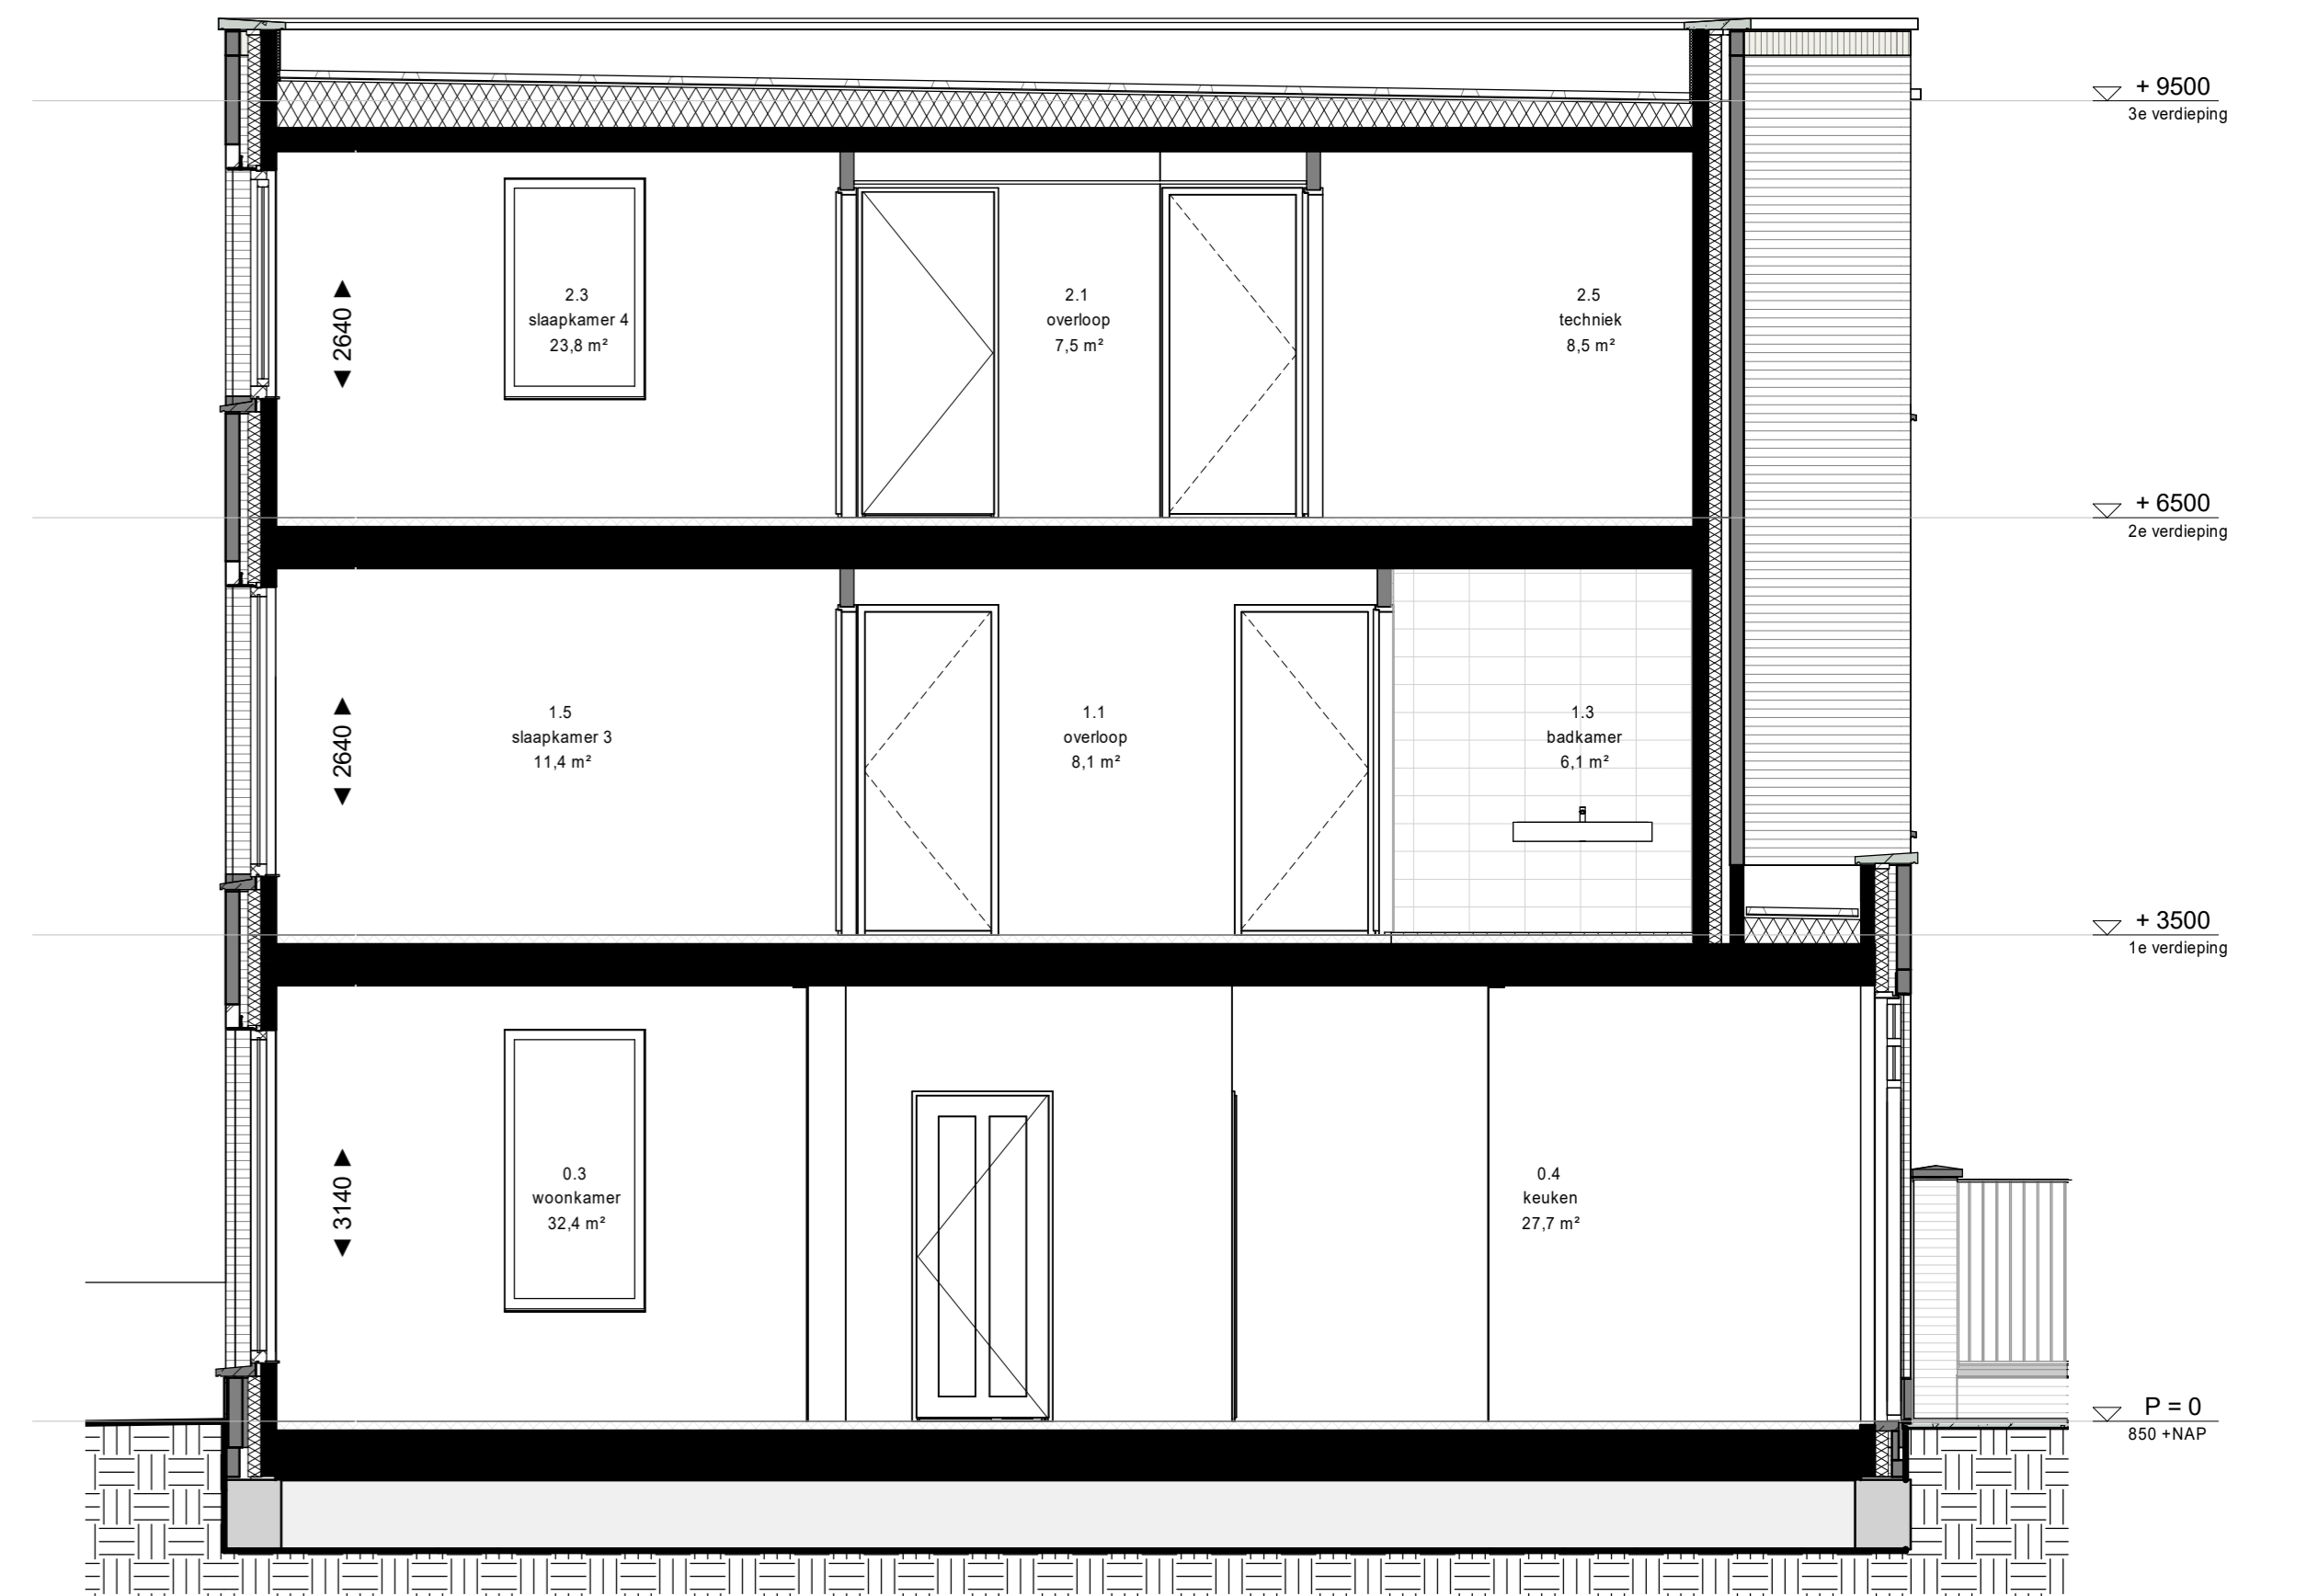 + 9500
3e verdieping
2.3
slaapkamer 4
23,8 m²
2.1
overloop
7,5 m²
2.5
techniek
8,5 m²
2640
+ 6500
2e verdieping
1.5
slaapkamer 3
11,4 m²
1.1
overloop
8,1 m²
1.3
badkamer
6,1 m²
2640
+ 3500
1e verdieping
0.3
woonkamer
32,4 m²
0.4
keuken
27,7 m²
3140
P = 0
850 +NAP